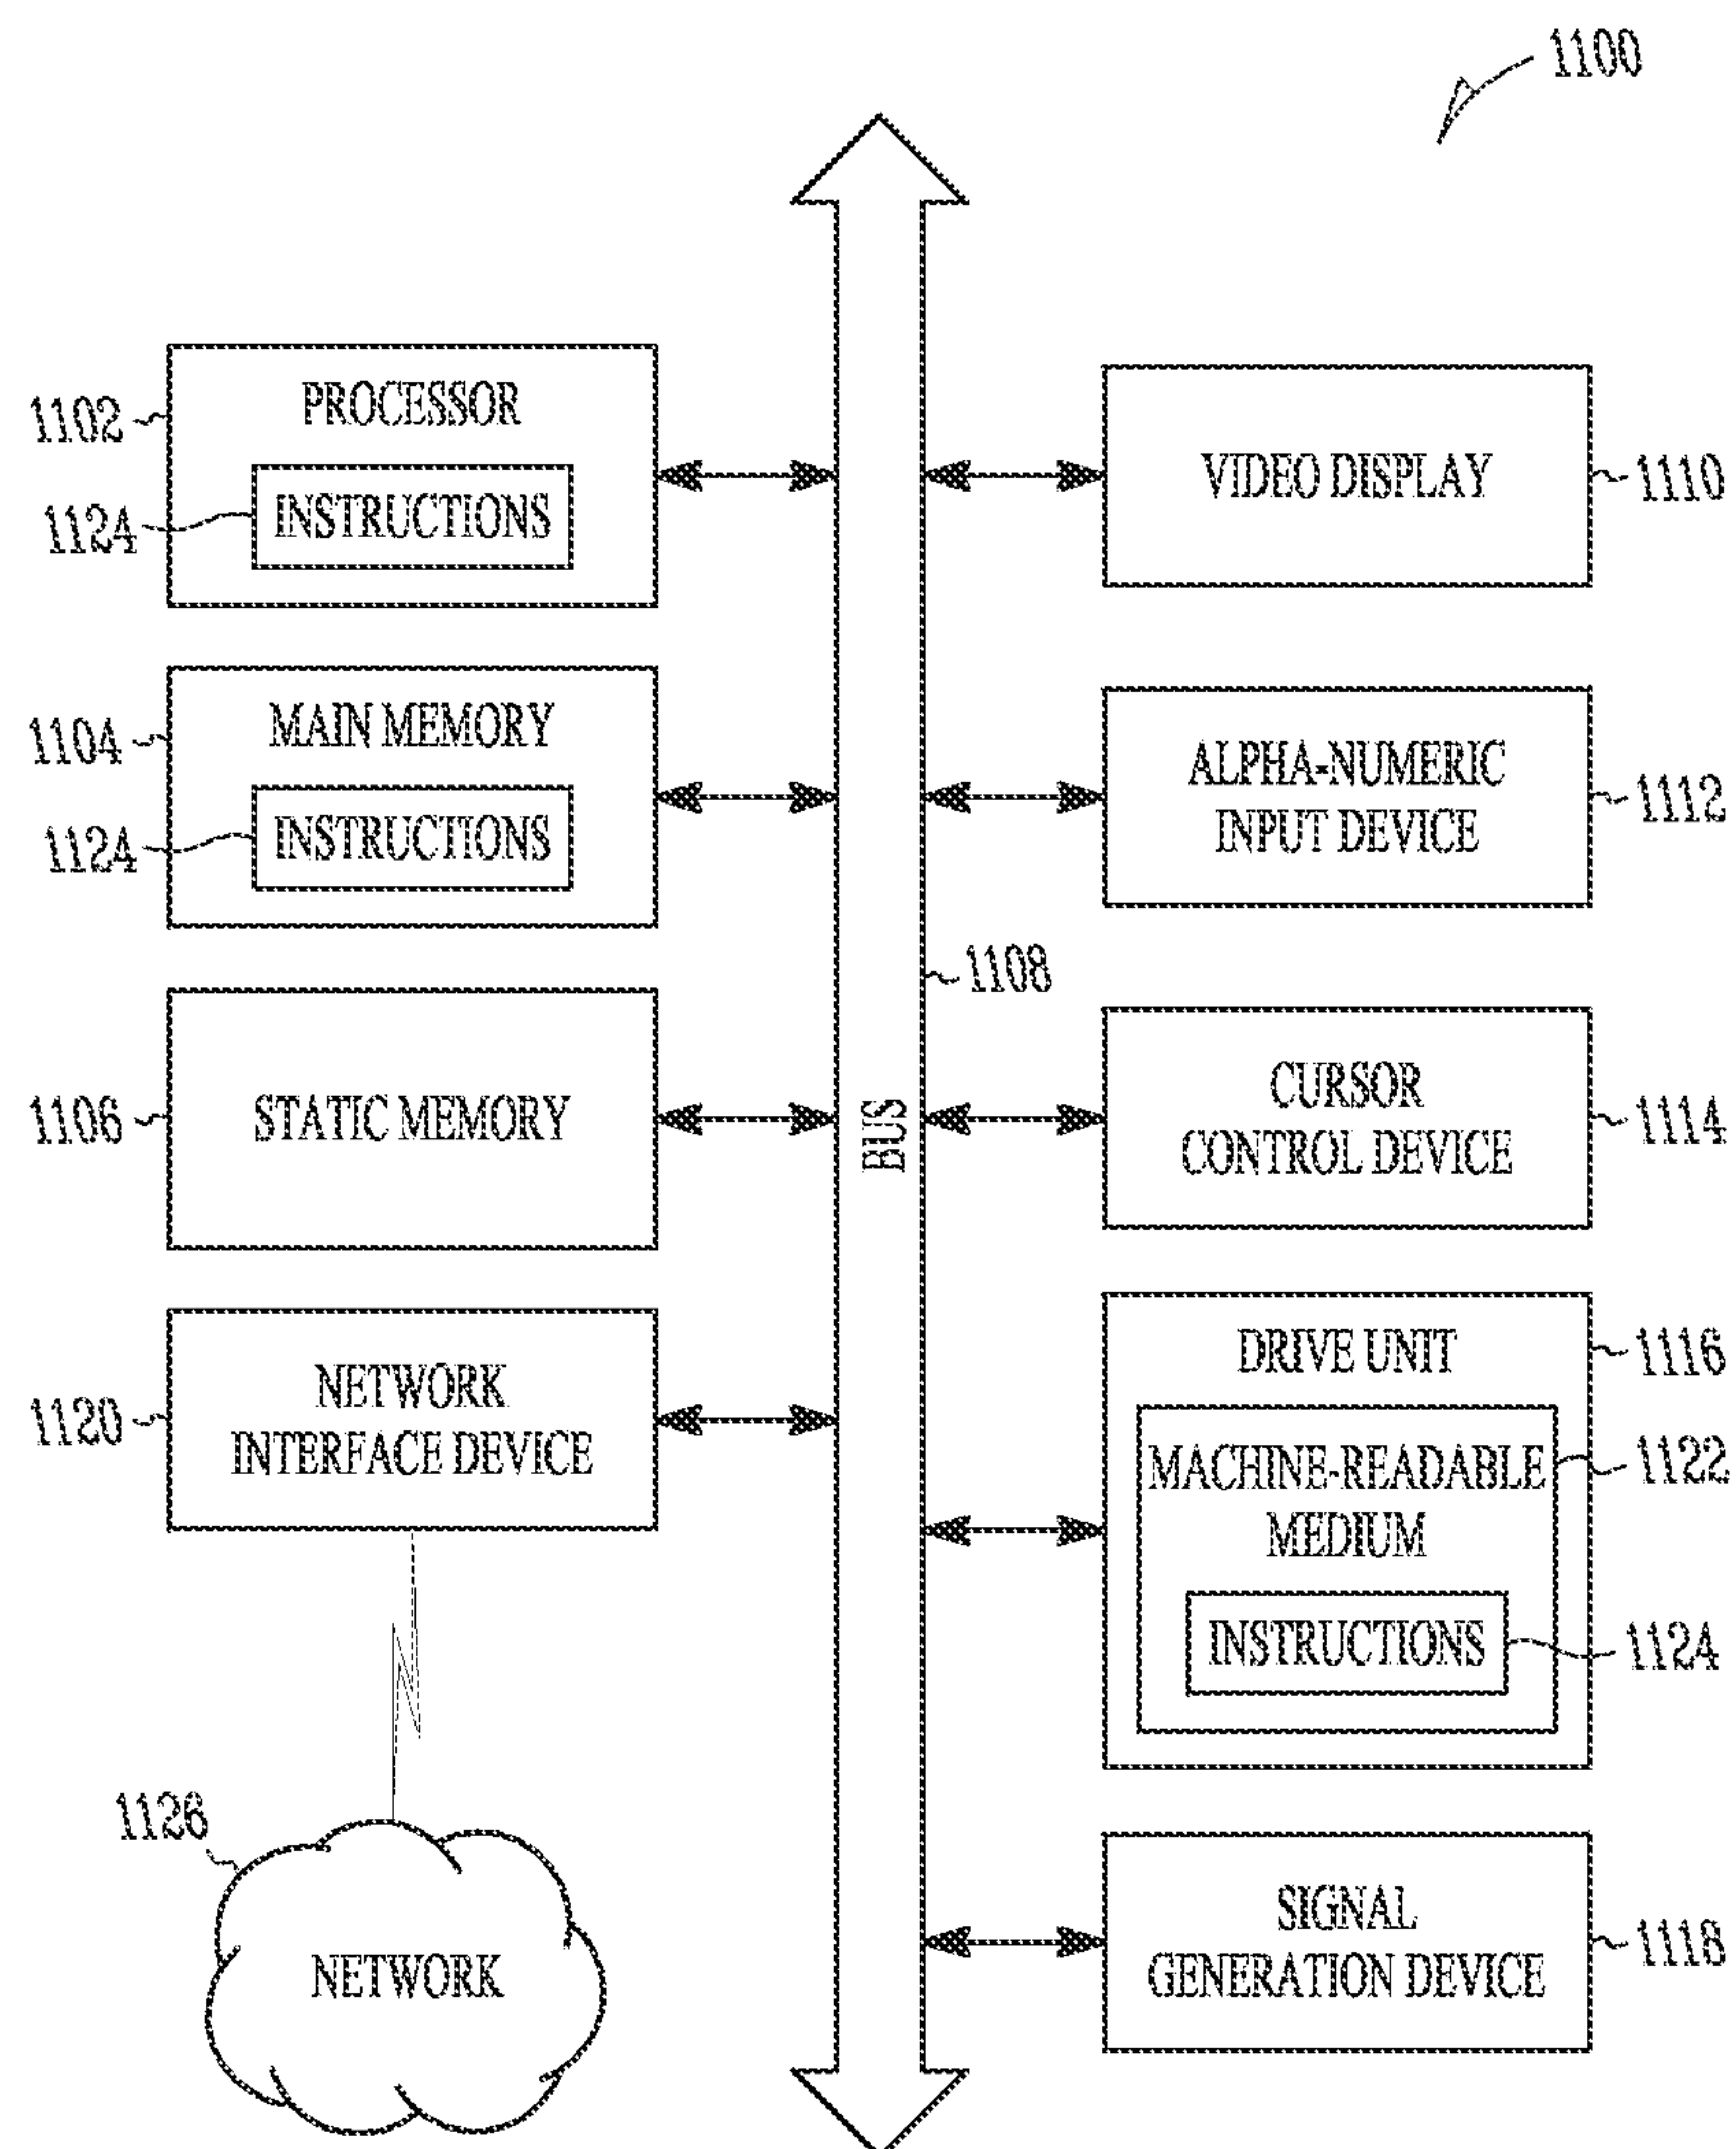 1100
1102
PROCESSOR
1124
INSTRUCTIONS
1104
MAIN MEMORY
1124
INSTRUCTIONS
1106
STATIC MEMORY
1120
NETWORK
INTERFACE DEVICE
1126
NETWORK
BUS
1108
VIDEO DISPLAY
1110
ALPHA-NUMERIC
INPUT DEVICE
1112
CURSOR
CONTROL DEVICE
1114
DRIVE UNIT
1116
MACHINE-READABLE
MEDIUM
1122
INSTRUCTIONS
1124
SIGNAL
GENERATION DEVICE
1118